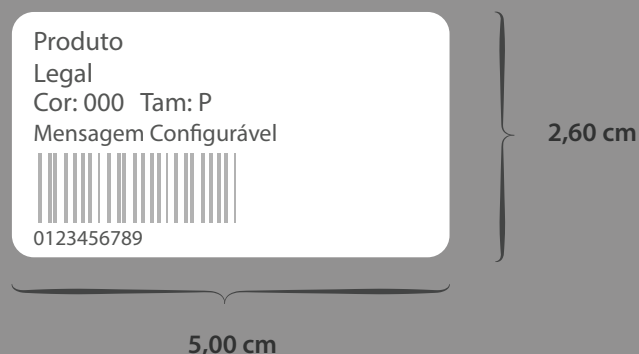 Produto
Legal
Cor: 000 Tam: P
Mensagem Configurável
0123456789
2,60 cm
5,00 cm